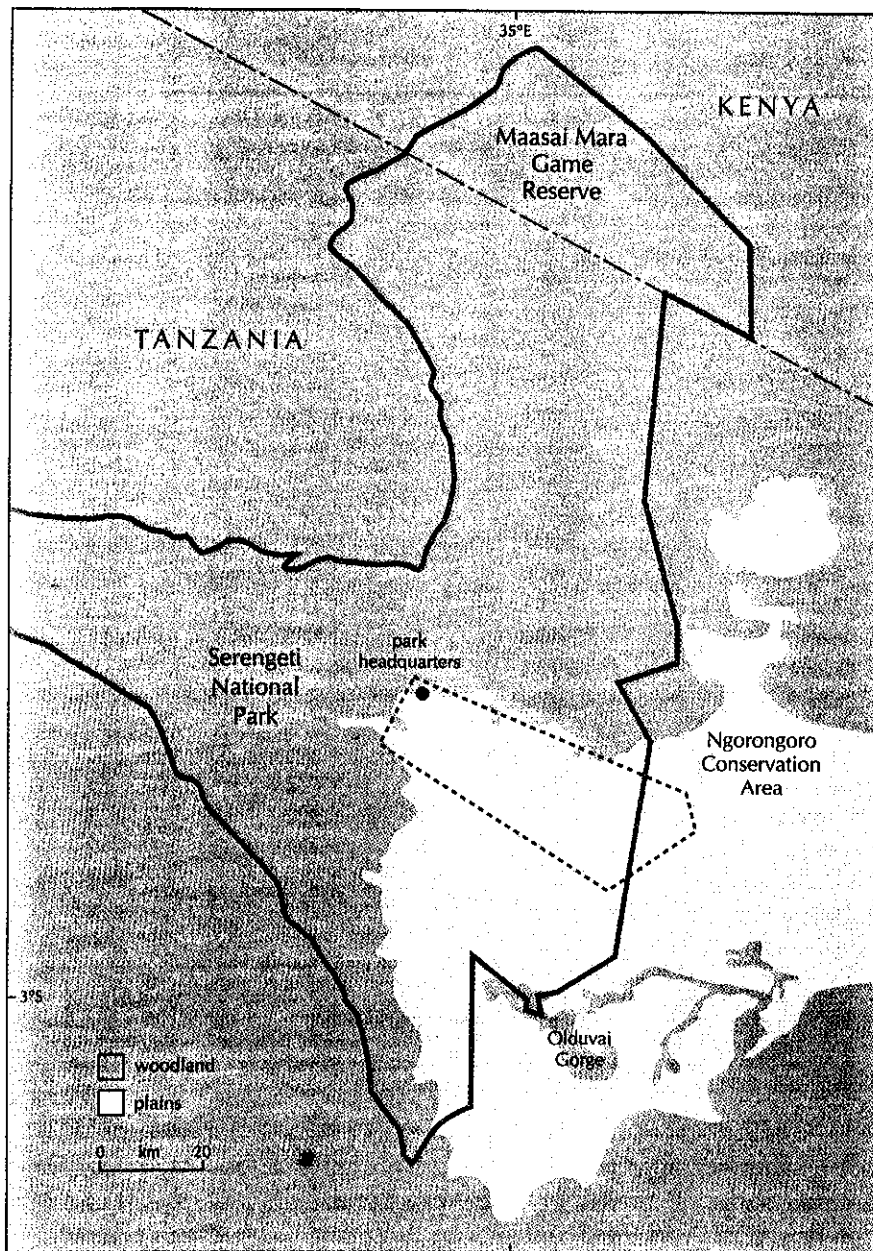 35°E
KENYA
Maasai Mara
Game
Reserve
TANZANIA
park
headquarters
Serengeti
National
Park
Ngorongoro
Conservation
Area
3°S
Olduvai
Gorge
woodland
plains
0 km 20